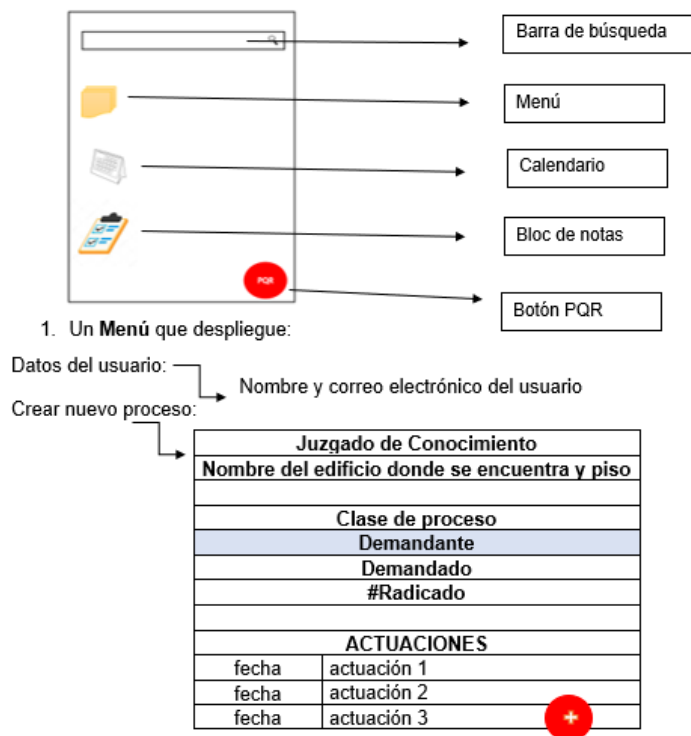 Barra de búsqueda
Menú
Calendario
Bloc de notas
PQR
Botón PQR
1. Un Menú que despliegue:
Datos del usuario:
Nombre y correo electrónico del usuario
Crear nuevo proceso:
Juzgado de Conocimiento
Nombre del edificio donde se encuentra y piso
Clase de proceso
Demandante
Demandado
#Radicado
ACTUACIONES
fecha actuación 1
fecha actuación 2
fecha actuación 3
+